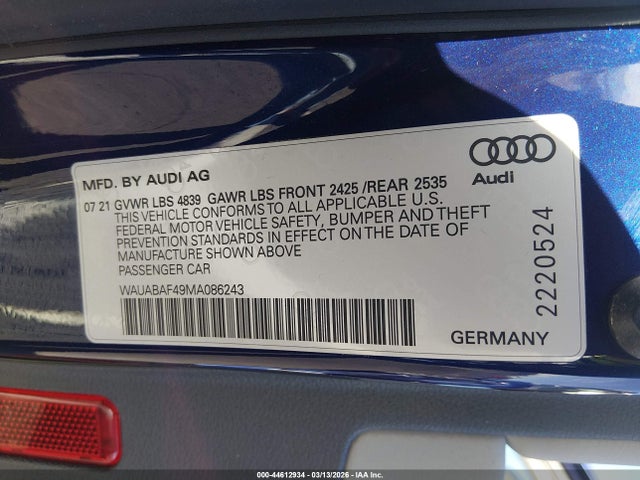 MFD. BY AUDI AG
07 21 GVWR LBS 4839 GAWR LBS FRONT 2425 /REAR 2535
THIS VEHICLE CONFORMS TO ALL APPLICABLE U.S.
FEDERAL MOTOR VEHICLE SAFETY, BUMPER AND THEFT
PREVENTION STANDARDS IN EFFECT ON THE DATE OF
MANUFACTURE SHOWN ABOVE
PASSENGER CAR
WAUABAF49MA086243
Audi
2220524
GERMANY
000-44612934 - 03/13/2026 - IAA Inc.